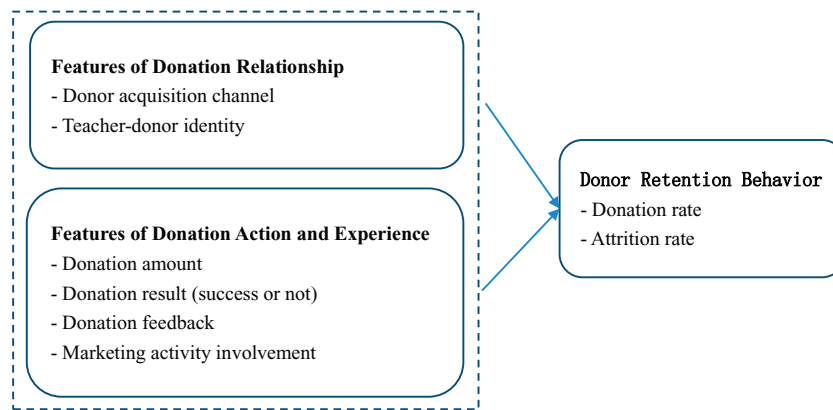 Features of Donation Relationship
- Donor acquisition channel
- Teacher-donor identity
Features of Donation Action and Experience
- Donation amount
- Donation result (success or not)
- Donation feedback
- Marketing activity involvement
Donor Retention Behavior
- Donation rate
- Attrition rate